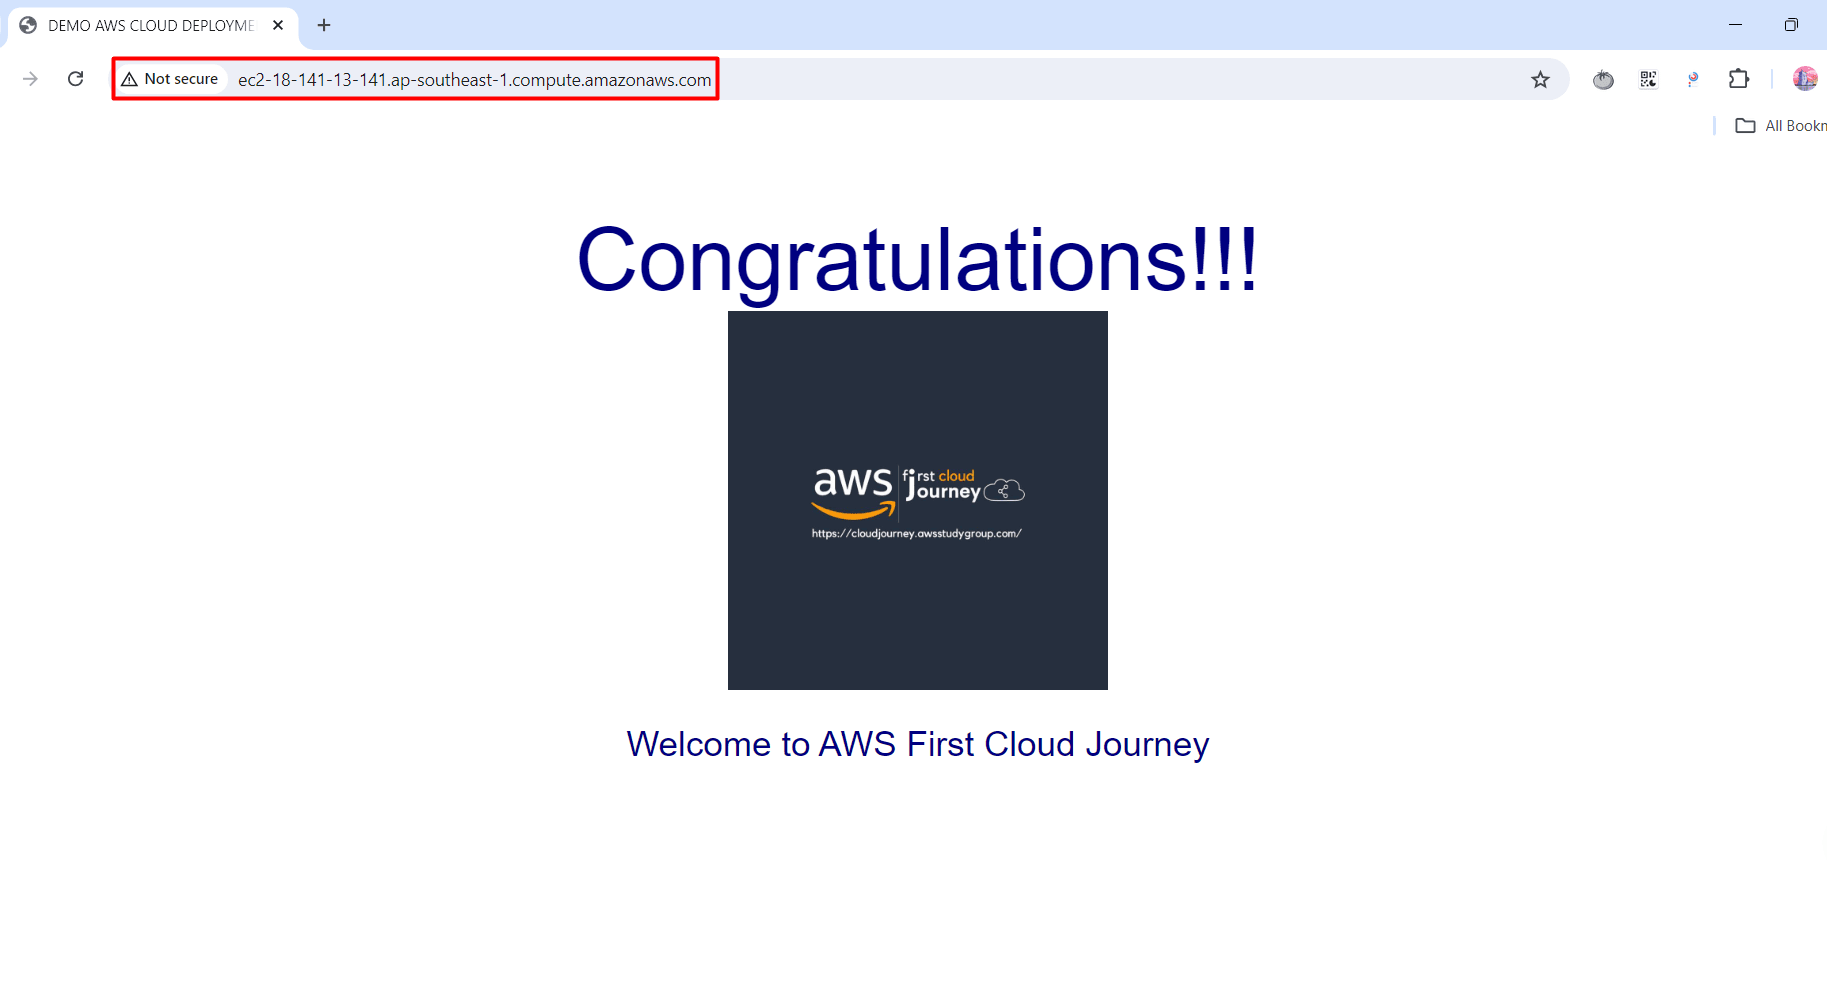 DEMO AWS CLOUD DEPLOYME
Not secure
ec2-18-141-13-141.ap-southeast-1.compute.amazonaws.com
All Bookm
Congratulations!!!
aws first cloud journey
https://cloudjourney.awsstudygroup.com/
Welcome to AWS First Cloud Journey